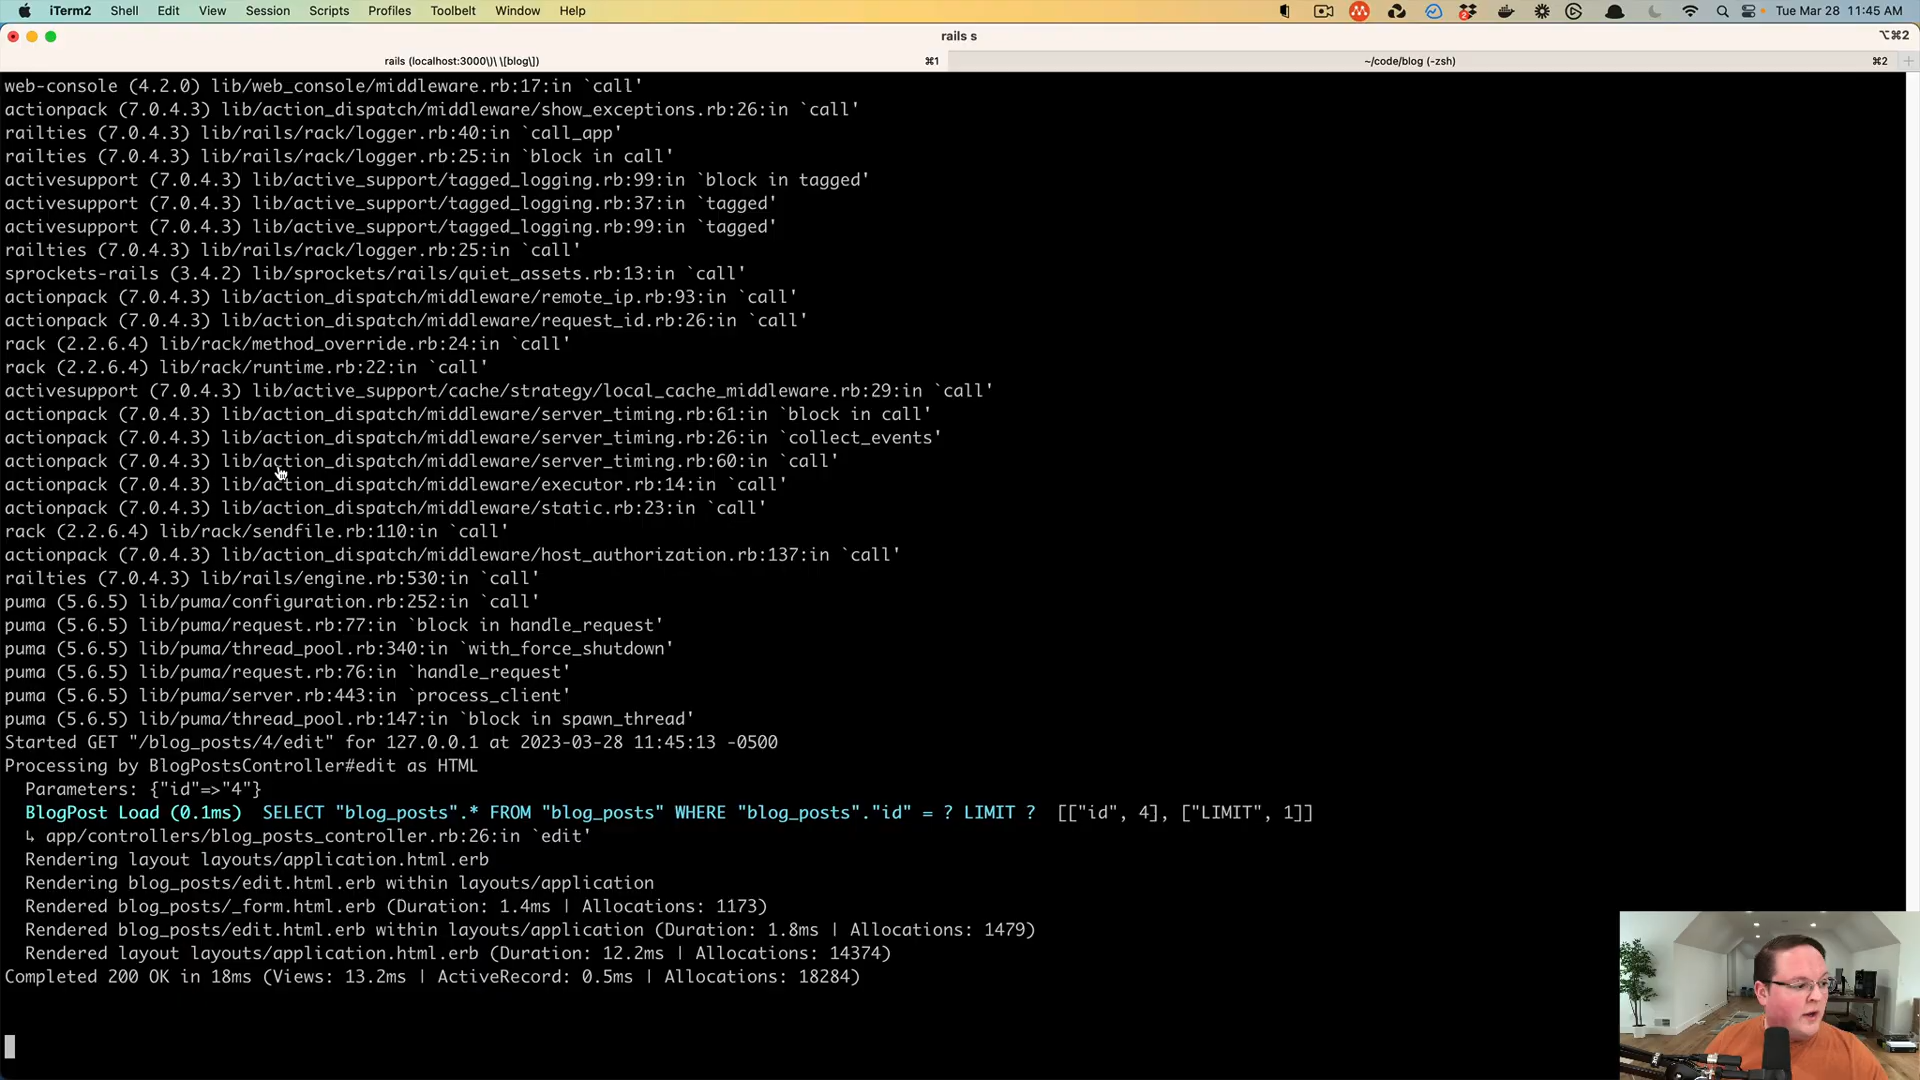 iTerm2 Shell Edit View Session Scripts Profiles Toolbelt Window Help Tue Mar 28 11:45 AM
rails s ⌥⌘2
rails (localhost:3000\)\ \[blog\]) ⌘1 ~/code/blog (-zsh) ⌘2
web-console (4.2.0) lib/web_console/middleware.rb:17:in `call'
actionpack (7.0.4.3) lib/action_dispatch/middleware/show_exceptions.rb:26:in `call'
railties (7.0.4.3) lib/rails/rack/logger.rb:40:in `call_app'
railties (7.0.4.3) lib/rails/rack/logger.rb:25:in `block in call'
activesupport (7.0.4.3) lib/active_support/tagged_logging.rb:99:in `block in tagged'
activesupport (7.0.4.3) lib/active_support/tagged_logging.rb:37:in `tagged'
activesupport (7.0.4.3) lib/active_support/tagged_logging.rb:99:in `tagged'
railties (7.0.4.3) lib/rails/rack/logger.rb:25:in `call'
sprockets-rails (3.4.2) lib/sprockets/rails/quiet_assets.rb:13:in `call'
actionpack (7.0.4.3) lib/action_dispatch/middleware/remote_ip.rb:93:in `call'
actionpack (7.0.4.3) lib/action_dispatch/middleware/request_id.rb:26:in `call'
rack (2.2.6.4) lib/rack/method_override.rb:24:in `call'
rack (2.2.6.4) lib/rack/runtime.rb:22:in `call'
activesupport (7.0.4.3) lib/active_support/cache/strategy/local_cache_middleware.rb:29:in `call'
actionpack (7.0.4.3) lib/action_dispatch/middleware/server_timing.rb:61:in `block in call'
actionpack (7.0.4.3) lib/action_dispatch/middleware/server_timing.rb:26:in `collect_events'
actionpack (7.0.4.3) lib/action_dispatch/middleware/server_timing.rb:60:in `call'
actionpack (7.0.4.3) lib/action_dispatch/middleware/executor.rb:14:in `call'
actionpack (7.0.4.3) lib/action_dispatch/middleware/static.rb:23:in `call'
rack (2.2.6.4) lib/rack/sendfile.rb:110:in `call'
actionpack (7.0.4.3) lib/action_dispatch/middleware/host_authorization.rb:137:in `call'
railties (7.0.4.3) lib/rails/engine.rb:530:in `call'
puma (5.6.5) lib/puma/configuration.rb:252:in `call'
puma (5.6.5) lib/puma/request.rb:77:in `block in handle_request'
puma (5.6.5) lib/puma/thread_pool.rb:340:in `with_force_shutdown'
puma (5.6.5) lib/puma/request.rb:76:in `handle_request'
puma (5.6.5) lib/puma/server.rb:443:in `process_client'
puma (5.6.5) lib/puma/thread_pool.rb:147:in `block in spawn_thread'
Started GET "/blog_posts/4/edit" for 127.0.0.1 at 2023-03-28 11:45:13 -0500
Processing by BlogPostsController#edit as HTML
Parameters: {"id"=>"4"}
BlogPost Load (0.1ms) SELECT "blog_posts".* FROM "blog_posts" WHERE "blog_posts"."id" = ? LIMIT ? [["id", 4], ["LIMIT", 1]]
↳ app/controllers/blog_posts_controller.rb:26:in `edit'
Rendering layout layouts/application.html.erb
Rendering blog_posts/edit.html.erb within layouts/application
Rendered blog_posts/_form.html.erb (Duration: 1.4ms | Allocations: 1173)
Rendered blog_posts/edit.html.erb within layouts/application (Duration: 1.8ms | Allocations: 1479)
Rendered layout layouts/application.html.erb (Duration: 12.2ms | Allocations: 14374)
Completed 200 OK in 18ms (Views: 13.2ms | ActiveRecord: 0.5ms | Allocations: 18284)